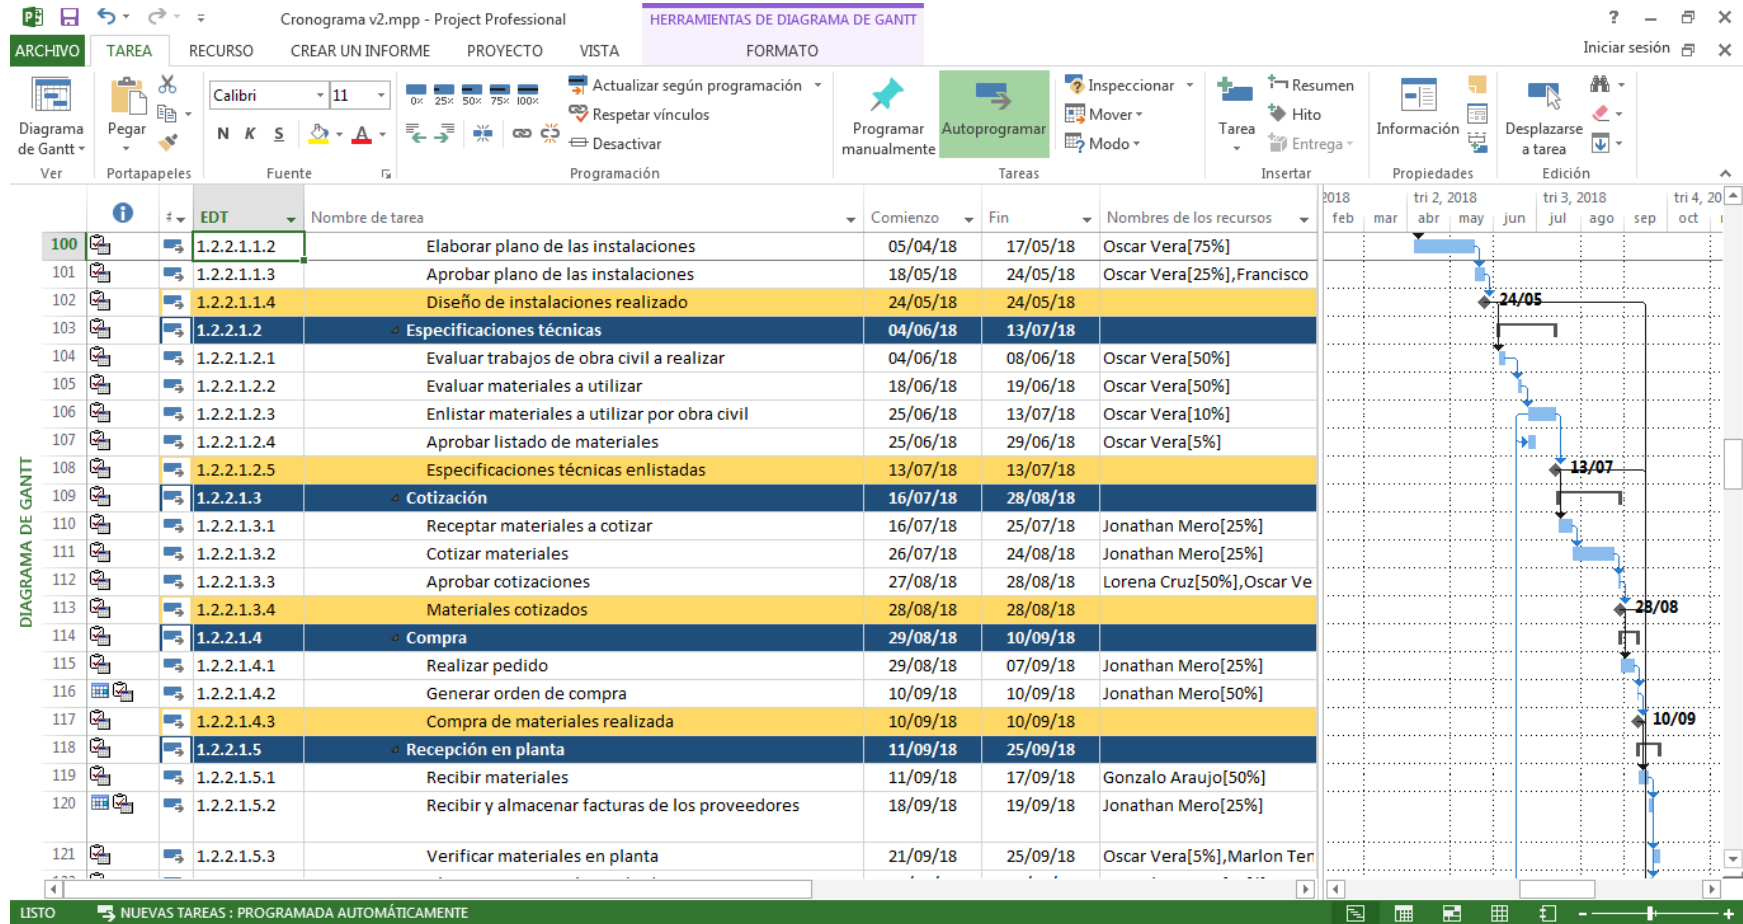 Cronograma v2.mpp - Project Professional
HERRAMIENTAS DE DIAGRAMA DE GANTT
ARCHIVO TAREA RECURSO CREAR UN INFORME PROYECTO VISTA FORMATO Iniciar sesión
Diagrama de Gantt
Pegar
Calibri 11
N K S A
0% 25% 50% 75% 100%
Actualizar según programación
Respetar vínculos
Desactivar
Programar manualmente
Autoprogramar
Inspeccionar
Mover
Modo
Tarea
Resumen
Hito
Entrega
Información
Desplazarse a tarea
Ver Portapapeles Fuente Programación Tareas Insertar Propiedades Edición
EDT Nombre de tarea Comienzo Fin Nombres de los recursos
2018 tri 2, 2018 tri 3, 2018 tri 4, 20
feb mar abr may jun jul ago sep oct
100 1.2.2.1.1.2 Elaborar plano de las instalaciones 05/04/18 17/05/18 Oscar Vera[75%]
101 1.2.2.1.1.3 Aprobar plano de las instalaciones 18/05/18 24/05/18 Oscar Vera[25%],Francisco
102 1.2.2.1.1.4 Diseño de instalaciones realizado 24/05/18 24/05/18 24/05
103 1.2.2.1.2 Especificaciones técnicas 04/06/18 13/07/18
104 1.2.2.1.2.1 Evaluar trabajos de obra civil a realizar 04/06/18 08/06/18 Oscar Vera[50%]
105 1.2.2.1.2.2 Evaluar materiales a utilizar 18/06/18 19/06/18 Oscar Vera[50%]
106 1.2.2.1.2.3 Enlistar materiales a utilizar por obra civil 25/06/18 13/07/18 Oscar Vera[10%]
107 1.2.2.1.2.4 Aprobar listado de materiales 25/06/18 29/06/18 Oscar Vera[5%]
108 1.2.2.1.2.5 Especificaciones técnicas enlistadas 13/07/18 13/07/18 13/07
109 1.2.2.1.3 Cotización 16/07/18 28/08/18
110 1.2.2.1.3.1 Receptar materiales a cotizar 16/07/18 25/07/18 Jonathan Mero[25%]
111 1.2.2.1.3.2 Cotizar materiales 26/07/18 24/08/18 Jonathan Mero[25%]
112 1.2.2.1.3.3 Aprobar cotizaciones 27/08/18 28/08/18 Lorena Cruz[50%],Oscar Ve
113 1.2.2.1.3.4 Materiales cotizados 28/08/18 28/08/18 28/08
114 1.2.2.1.4 Compra 29/08/18 10/09/18
115 1.2.2.1.4.1 Realizar pedido 29/08/18 07/09/18 Jonathan Mero[25%]
116 1.2.2.1.4.2 Generar orden de compra 10/09/18 10/09/18 Jonathan Mero[50%]
117 1.2.2.1.4.3 Compra de materiales realizada 10/09/18 10/09/18 10/09
118 1.2.2.1.5 Recepción en planta 11/09/18 25/09/18
119 1.2.2.1.5.1 Recibir materiales 11/09/18 17/09/18 Gonzalo Araujo[50%]
120 1.2.2.1.5.2 Recibir y almacenar facturas de los proveedores 18/09/18 19/09/18 Jonathan Mero[25%]
121 1.2.2.1.5.3 Verificar materiales en planta 21/09/18 25/09/18 Oscar Vera[5%],Marlon Ten
DIAGRAMA DE GANTT
LISTO NUEVAS TAREAS : PROGRAMADA AUTOMÁTICAMENTE